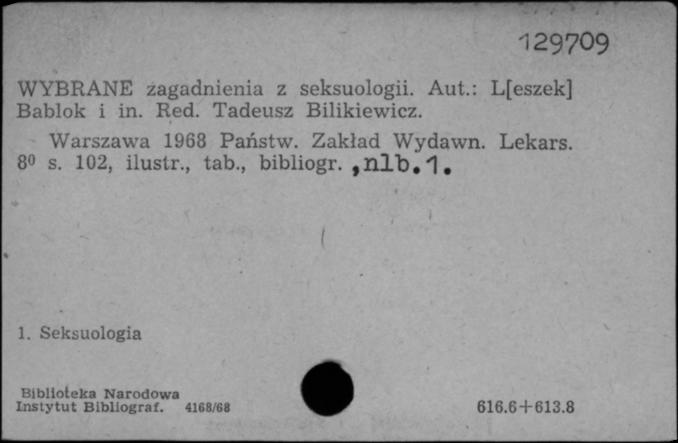 129709
WYBRANE zagadnienia z seksuologii. Aut.: L[eszek]
Bablok i in. Red. Tadeusz Bilikiewicz.
Warszawa 1968 Państw. Zakład Wydawn. Lekars.
8⁰ s. 102, ilustr., tab., bibliogr. ,nlb.1.
1. Seksuologia
Biblioteka Narodowa
Instytut Bibliograf. 4168/68 616.6+613.8